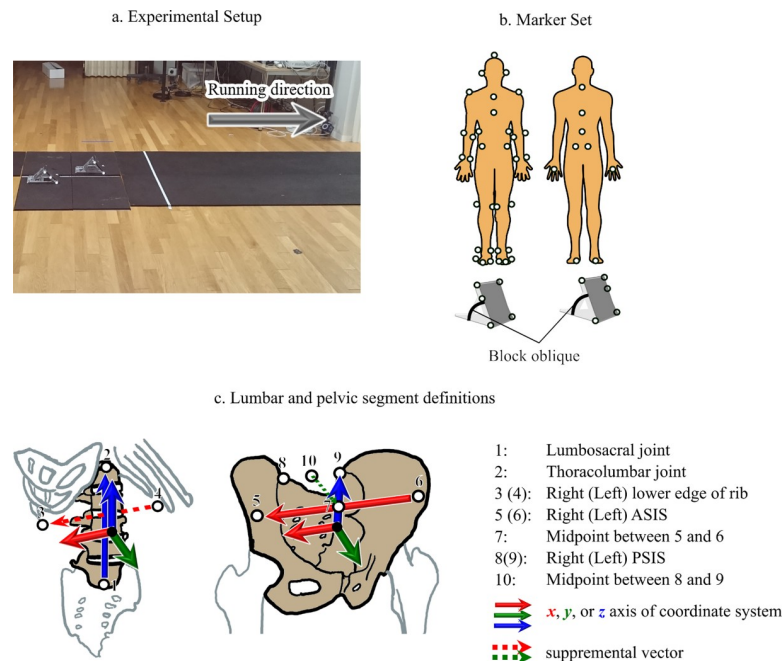 a. Experimental Setup
Running direction
b. Marker Set
Block oblique
c. Lumbar and pelvic segment definitions
2
3
4
1
5
8
10
9
7
6
1: Lumbosacral joint
2: Thoracolumbar joint
3 (4): Right (Left) lower edge of rib
5 (6): Right (Left) ASIS
7: Midpoint between 5 and 6
8(9): Right (Left) PSIS
10: Midpoint between 8 and 9
x, y, or z axis of coordinate system
suppremental vector